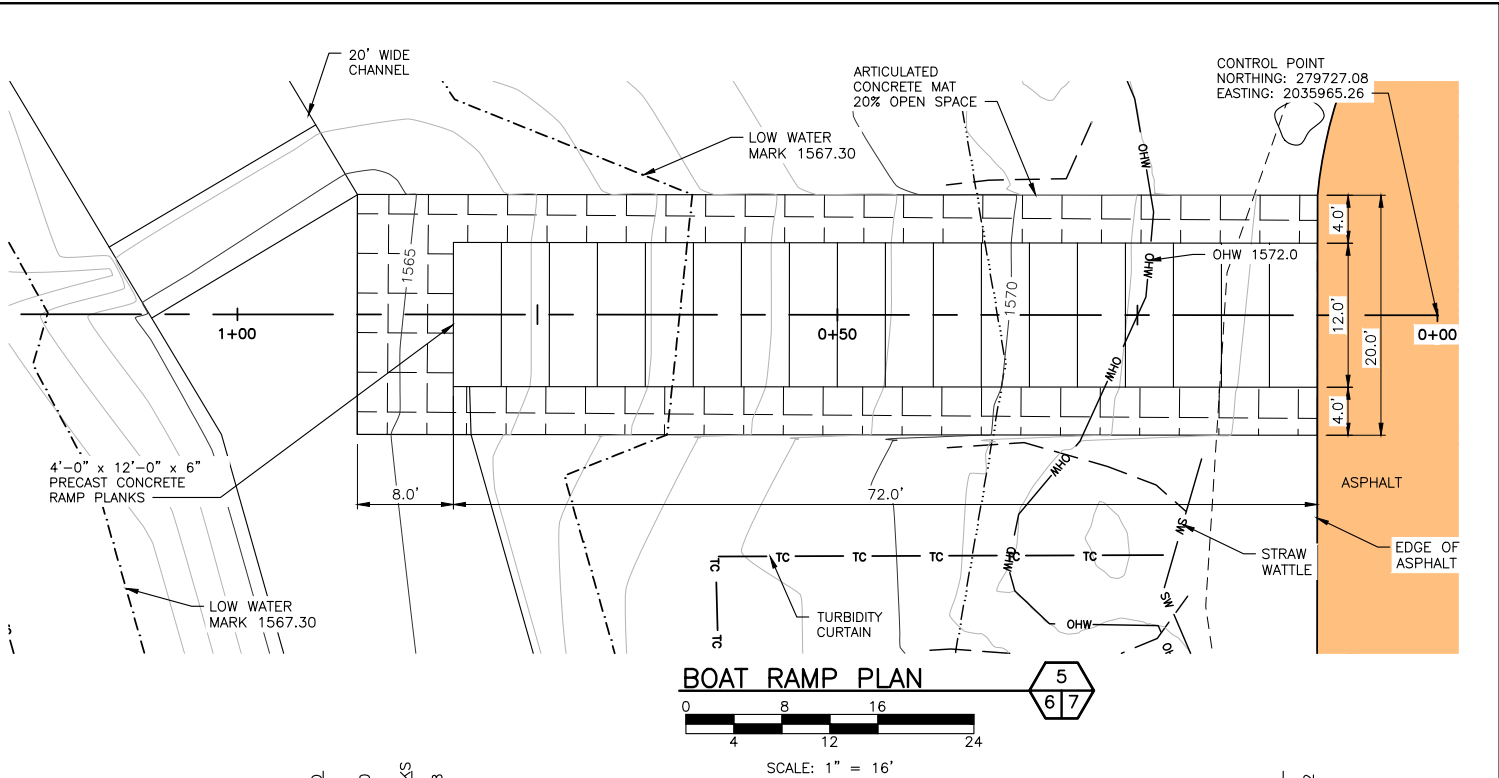 20' WIDE
CHANNEL
ARTICULATED
CONCRETE MAT
20% OPEN SPACE
CONTROL POINT
NORTHING: 279727.08
EASTING: 2035965.26
LOW WATER
MARK 1567.30
OHW
4.0'
1565
OHW
OHW 1572.0
1570
12.0'
20.0'
1+00
0+50
0+00
OHW
4.0'
4'-0" x 12'-0" x 6"
PRECAST CONCRETE
RAMP PLANKS
8.0'
72.0'
OHW
ASPHALT
SW
EDGE OF
ASPHALT
STRAW
WATTLE
TC
TC
TC
TC
TC
TC
OHW
SW
LOW WATER
MARK 1567.30
TURBIDITY
CURTAIN
TC
OHW
BOAT RAMP PLAN
5
6 7
0 8 16
4 12 24
SCALE: 1" = 16'